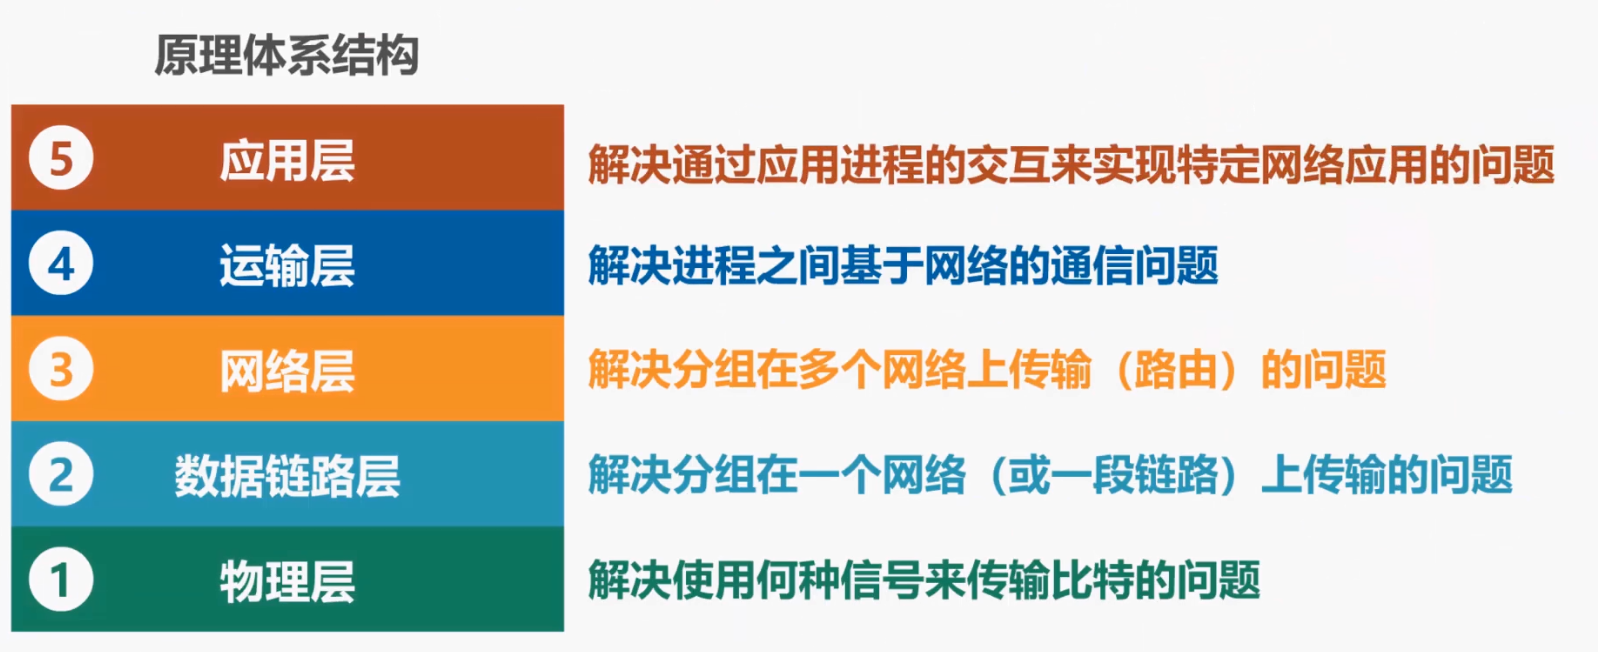 原理体系结构
5 应用层 解决通过应用进程的交互来实现特定网络应用的问题
4 运输层 解决进程之间基于网络的通信问题
3 网络层 解决分组在多个网络上传输（路由）的问题
2 数据链路层 解决分组在一个网络（或一段链路）上传输的问题
1 物理层 解决使用何种信号来传输比特的问题